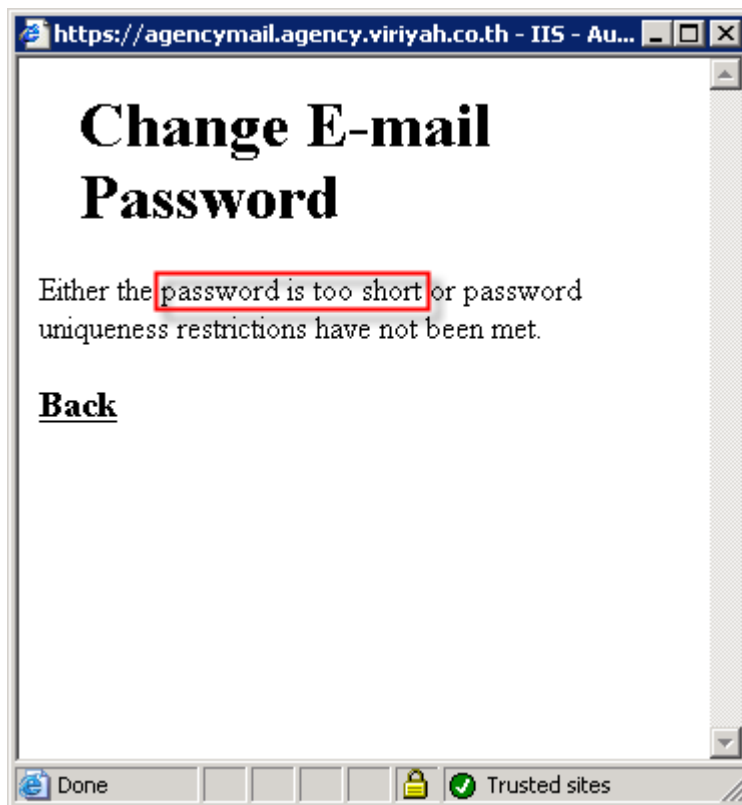 https://agencymail.agency.viriyah.co.th - IIS - Au...
Change E-mail
Password
Either the password is too short or password
uniqueness restrictions have not been met.
Back
Done
Trusted sites